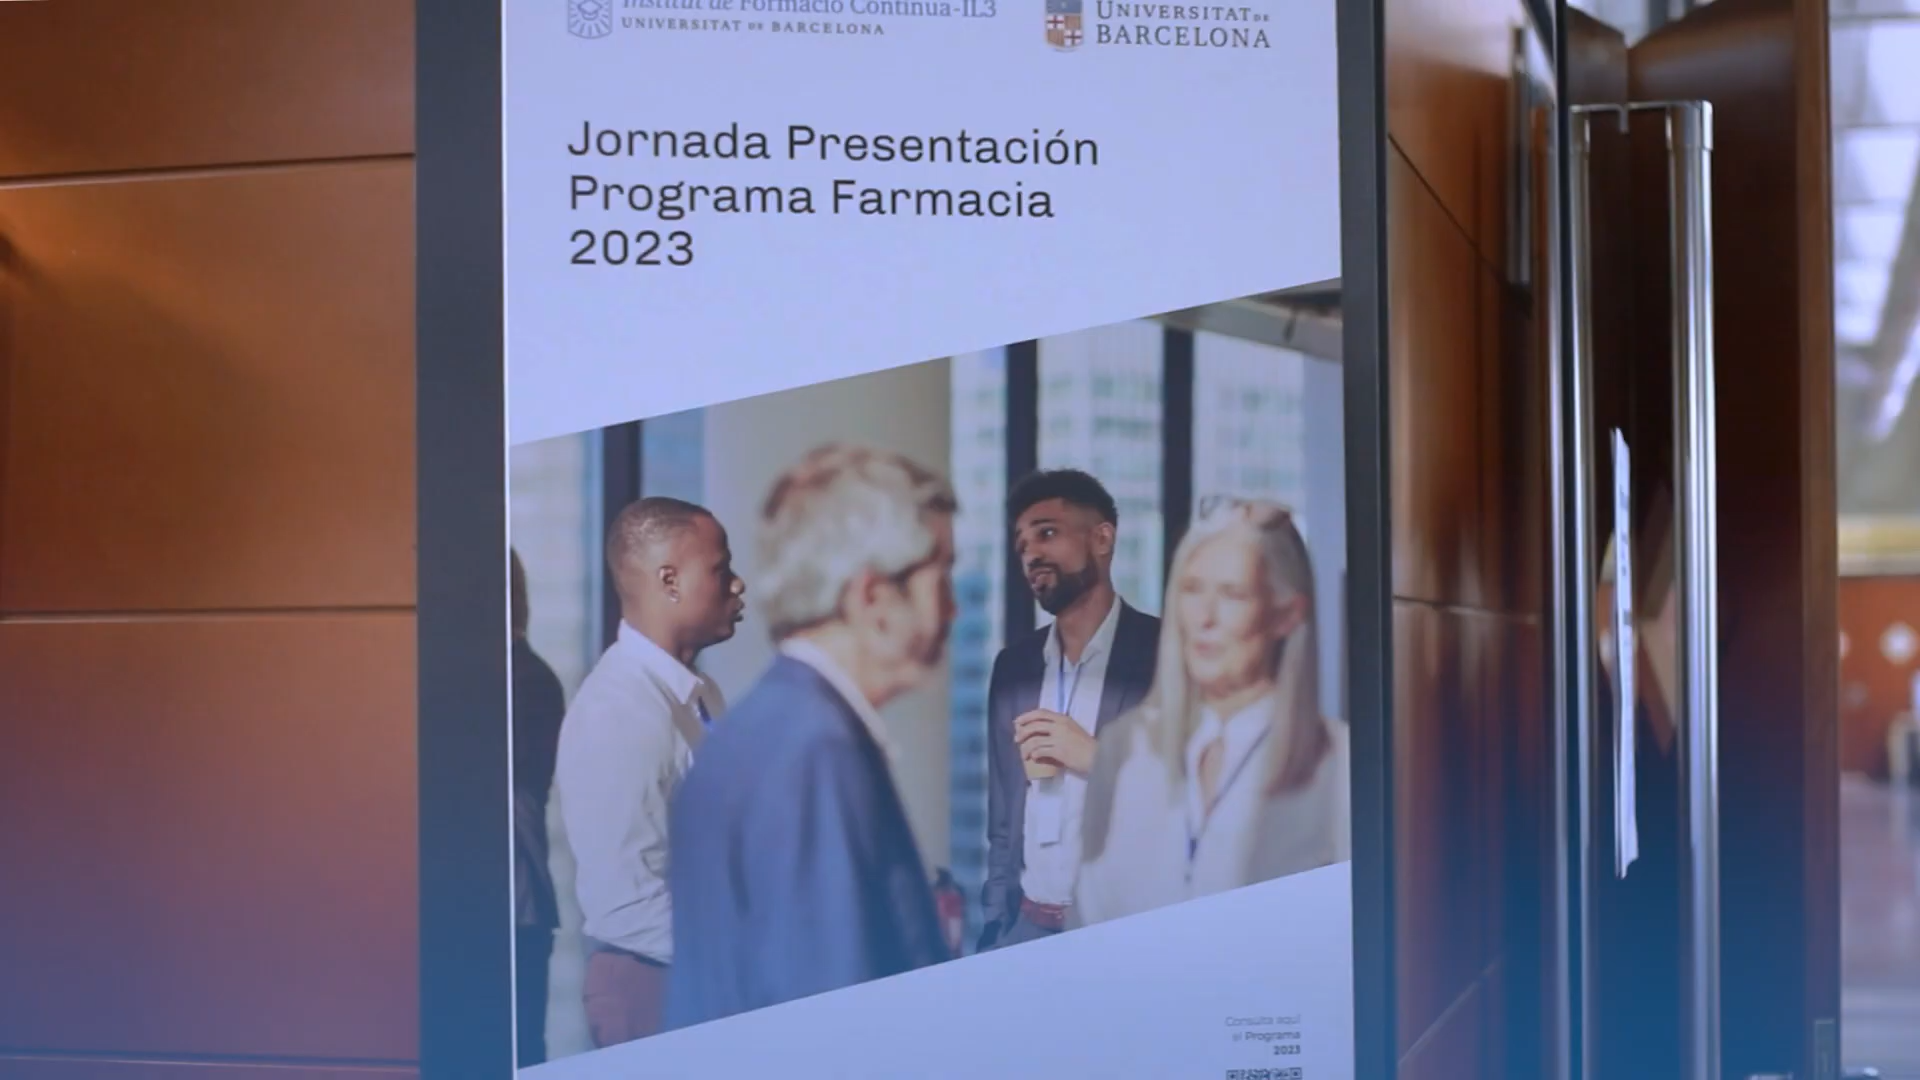 Institut de Formació Contínua-IL3
UNIVERSITAT DE BARCELONA
UNIVERSITAT DE
BARCELONA
Jornada Presentación
Programa Farmacia
2023
Consulta aquí
el Programa
2023